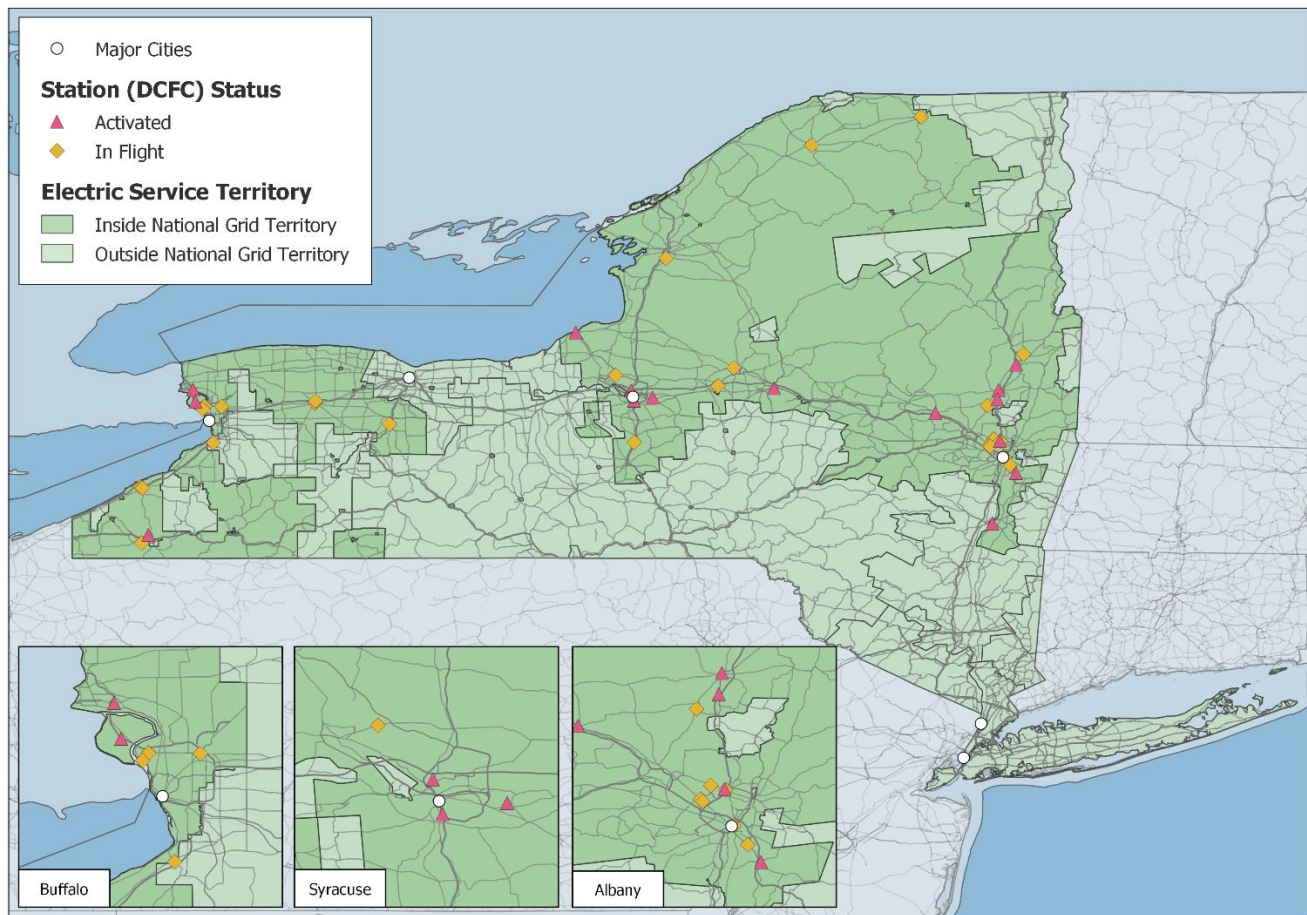 Major Cities
Station (DCFC) Status
Activated
In Flight
Electric Service Territory
Inside National Grid Territory
Outside National Grid Territory
Buffalo
Syracuse
Albany